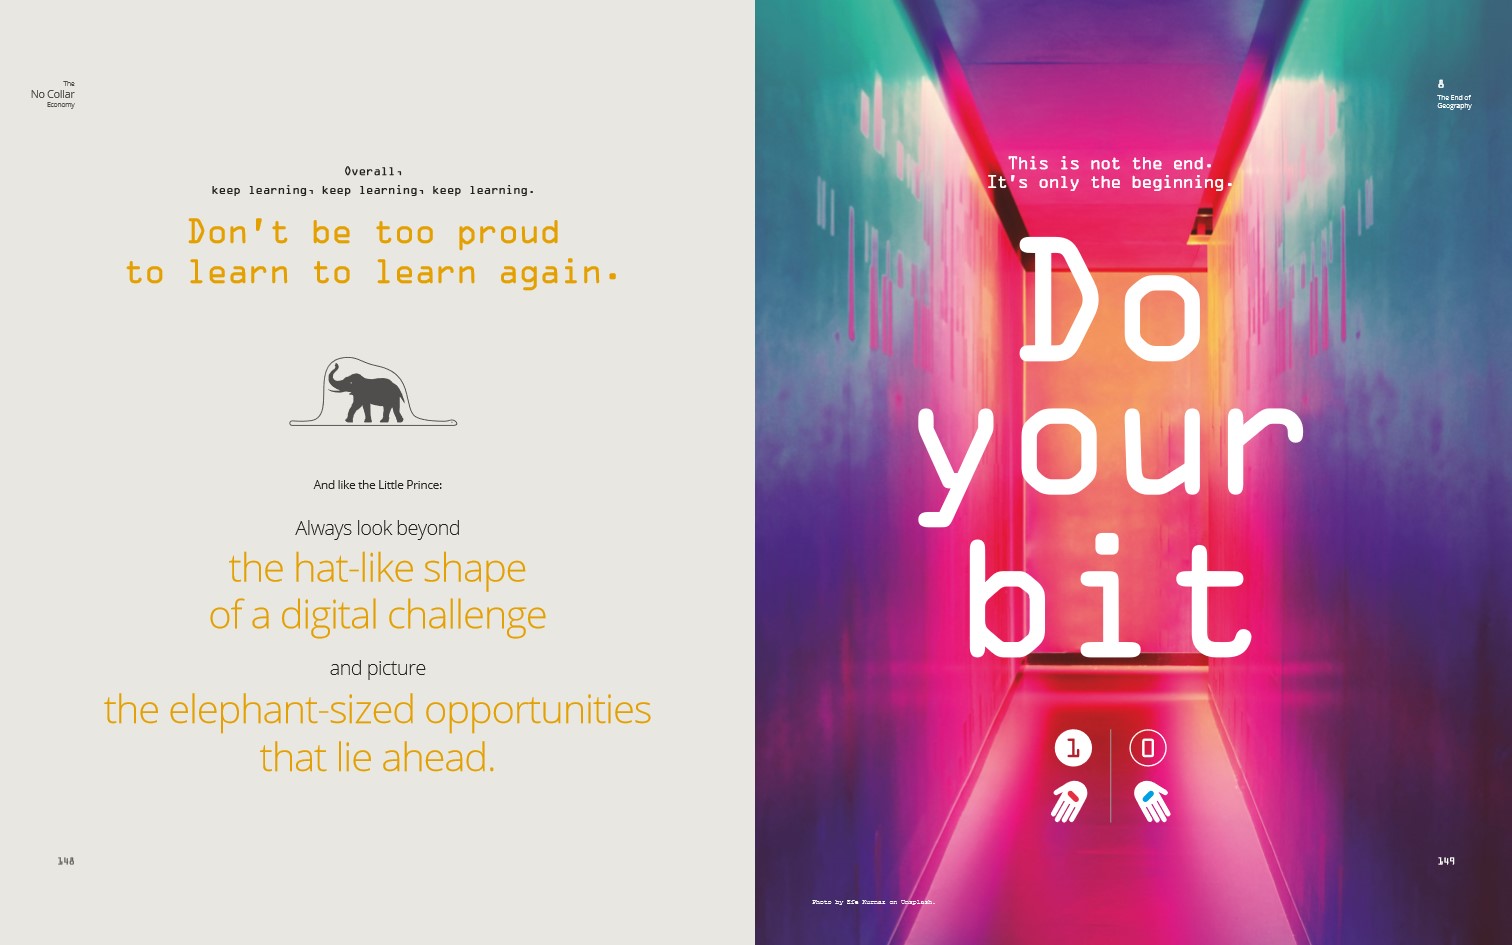 The
No Collar
Economy
Overall,
keep learning, keep learning, keep learning.
Don't be too proud
to learn to learn again.
And like the Little Prince:
Always look beyond
the hat-like shape
of a digital challenge
and picture
the elephant-sized opportunities
that lie ahead.
148
8
The End of
Geography
This is not the end.
It's only the beginning.
Do
your
bit
1 0
149
Photo by Efe Kurnaz on Unsplash.